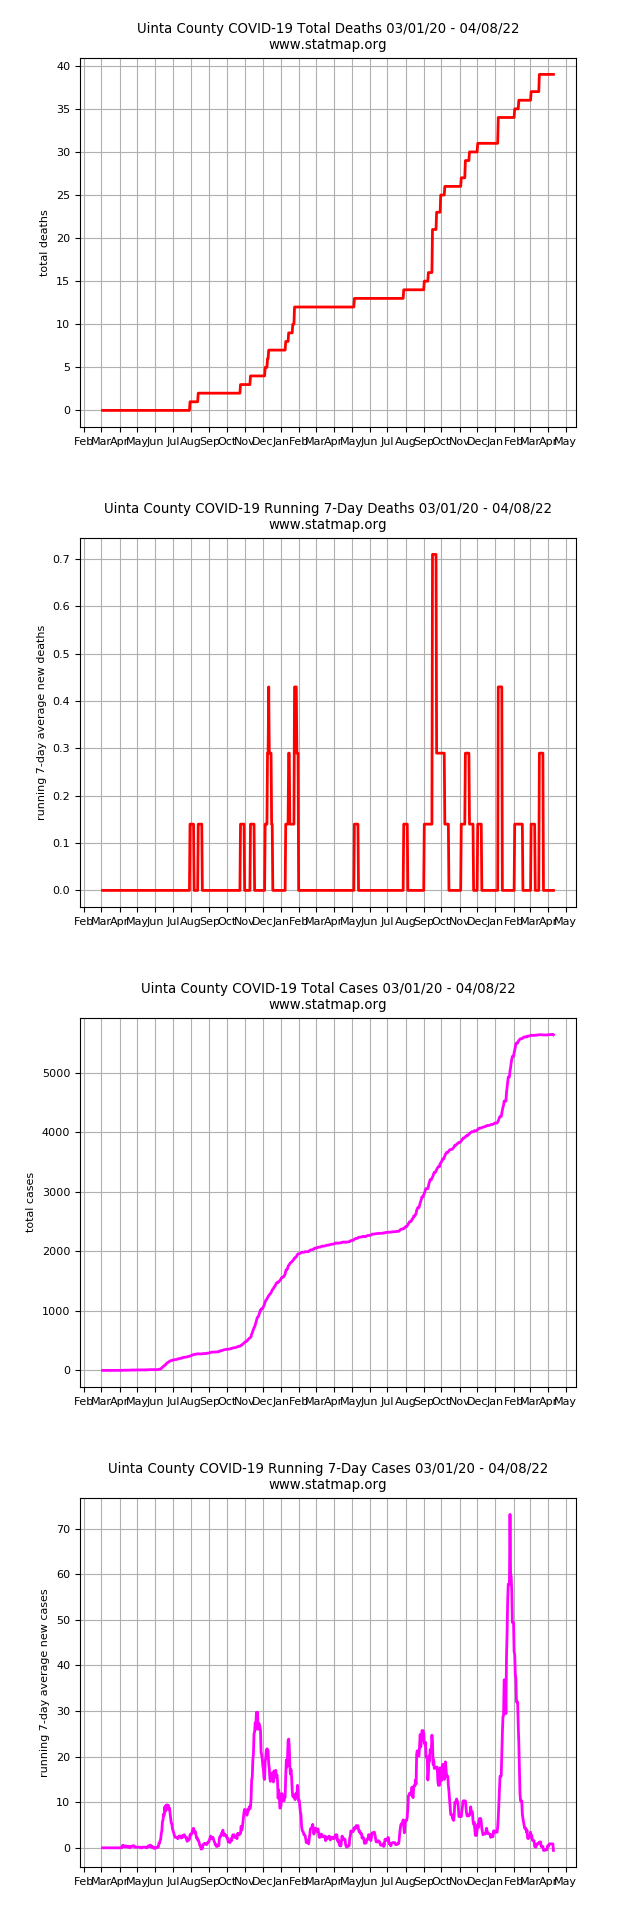 Uinta County COVID-19 Total Deaths 03/01/20 - 04/08/22
www.statmap.org
40
35
30
25
20
15
10
5
0
total deaths
Feb Mar Apr May Jun Jul Aug Sep Oct Nov Dec Jan Feb Mar Apr May Jun Jul Aug Sep Oct Nov Dec Jan Feb Mar Apr May
Uinta County COVID-19 Running 7-Day Deaths 03/01/20 - 04/08/22
www.statmap.org
0.7
0.6
0.5
0.4
0.3
0.2
0.1
0.0
running 7-day average new deaths
Feb Mar Apr May Jun Jul Aug Sep Oct Nov Dec Jan Feb Mar Apr May Jun Jul Aug Sep Oct Nov Dec Jan Feb Mar Apr May
Uinta County COVID-19 Total Cases 03/01/20 - 04/08/22
www.statmap.org
5000
4000
3000
2000
1000
0
total cases
Feb Mar Apr May Jun Jul Aug Sep Oct Nov Dec Jan Feb Mar Apr May Jun Jul Aug Sep Oct Nov Dec Jan Feb Mar Apr May
Uinta County COVID-19 Running 7-Day Cases 03/01/20 - 04/08/22
www.statmap.org
70
60
50
40
30
20
10
0
running 7-day average new cases
Feb Mar Apr May Jun Jul Aug Sep Oct Nov Dec Jan Feb Mar Apr May Jun Jul Aug Sep Oct Nov Dec Jan Feb Mar Apr May